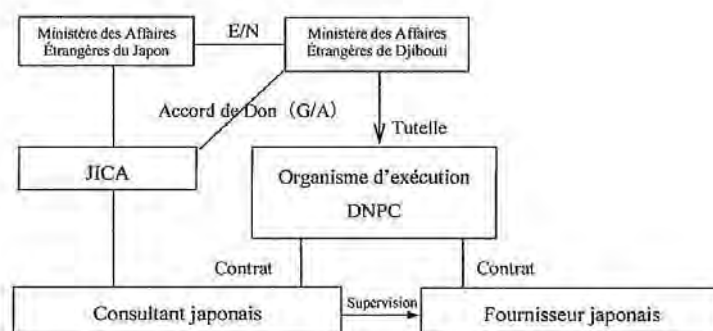 Ministère des Affaires
Étrangères du Japon
E/N
Ministère des Affaires
Étrangères de Djibouti
Accord de Don (G/A)
Tutelle
JICA
Organisme d'exécution
DNPC
Contrat
Contrat
Consultant japonais
Supervision
Fournisseur japonais